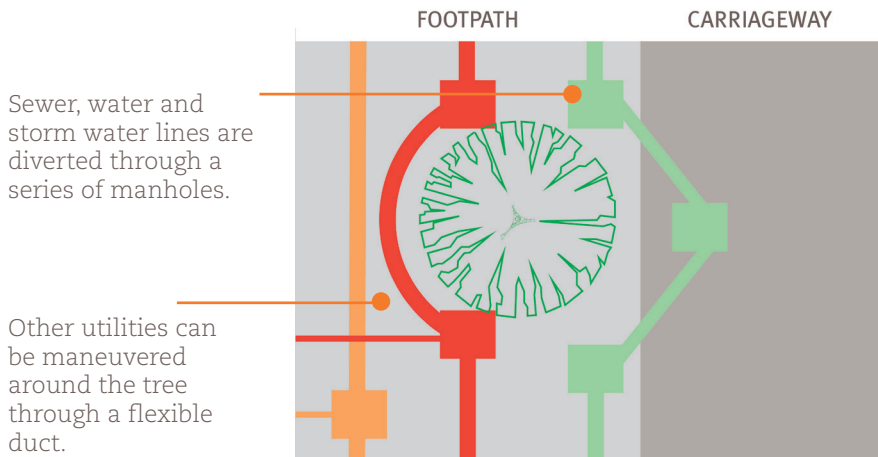 FOOTPATH
CARRIAGEWAY
Sewer, water and
storm water lines are
diverted through a
series of manholes.
Other utilities can
be maneuvered
around the tree
through a flexible
duct.